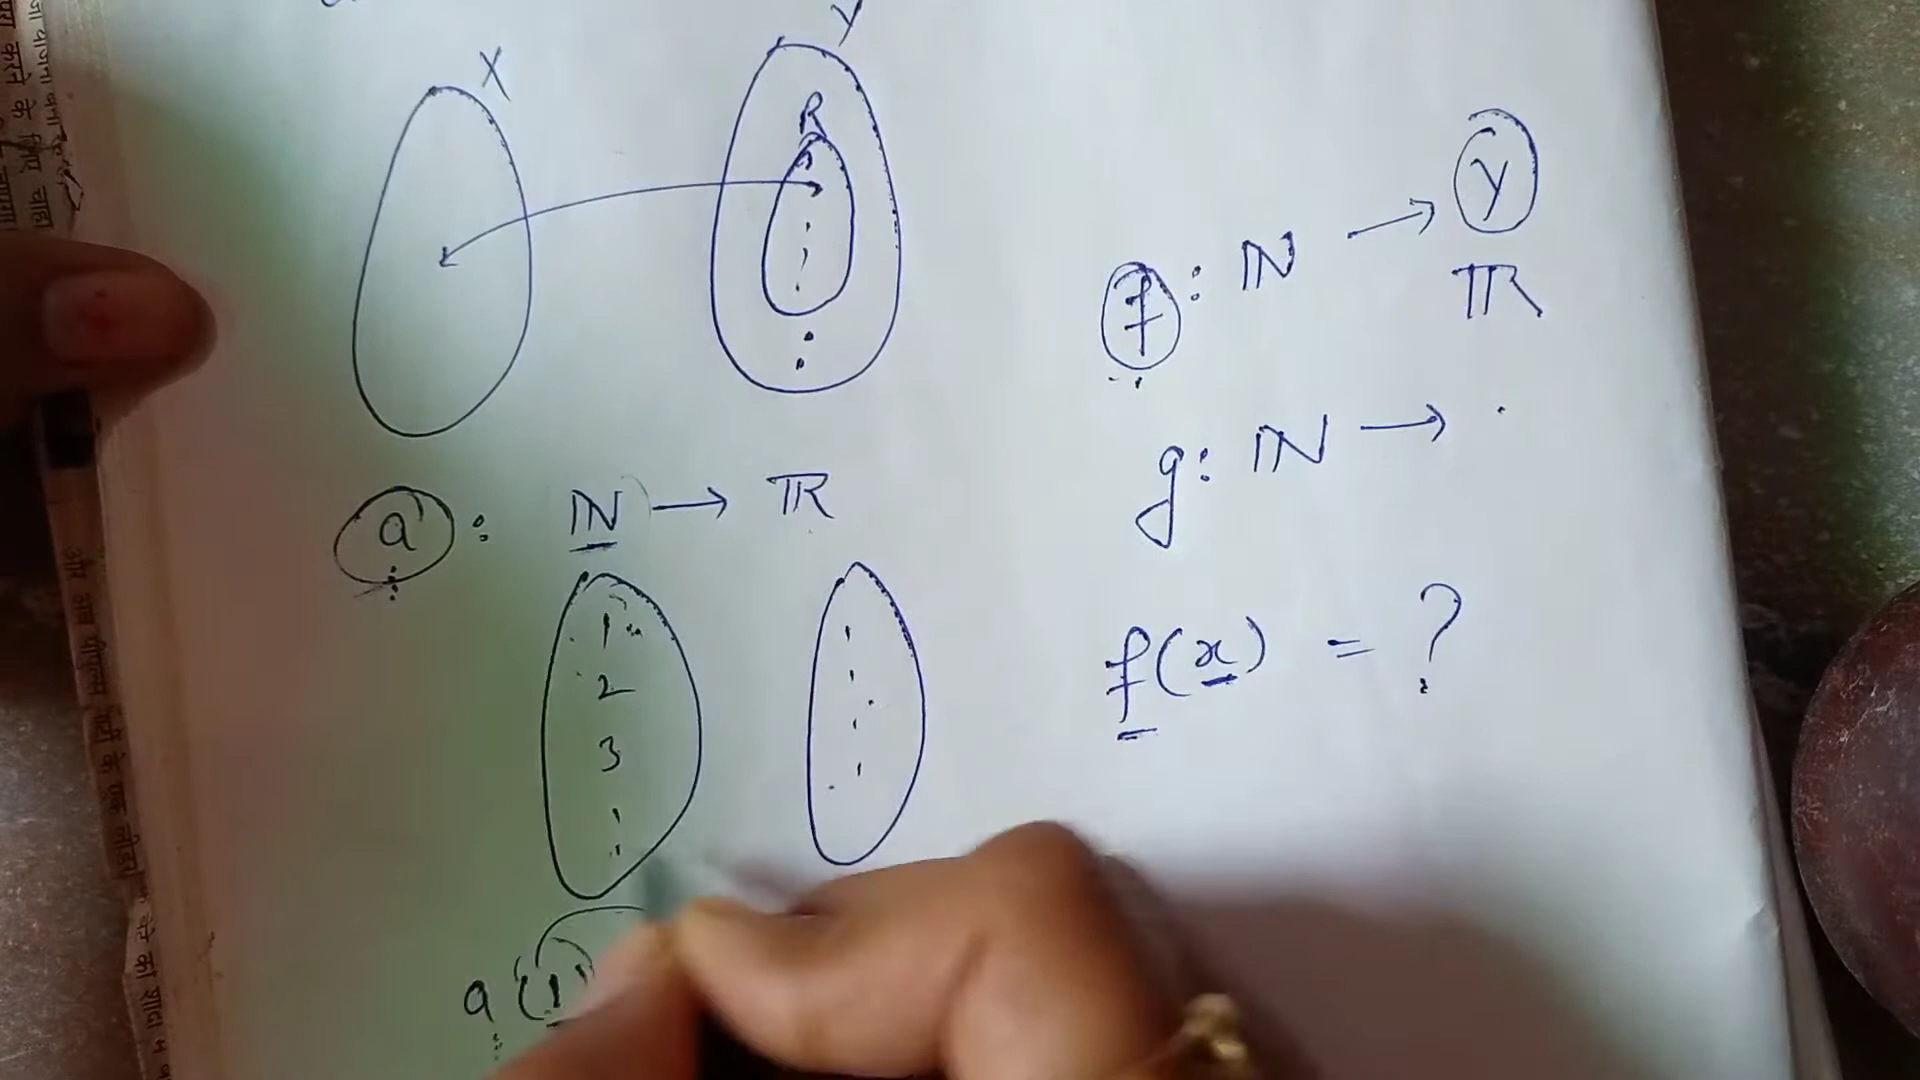 X
Y
R
f : ℕ → Y
ℝ
g : ℕ →
a : ℕ → ℝ
1
2
3
f(x) = ?
a(1)